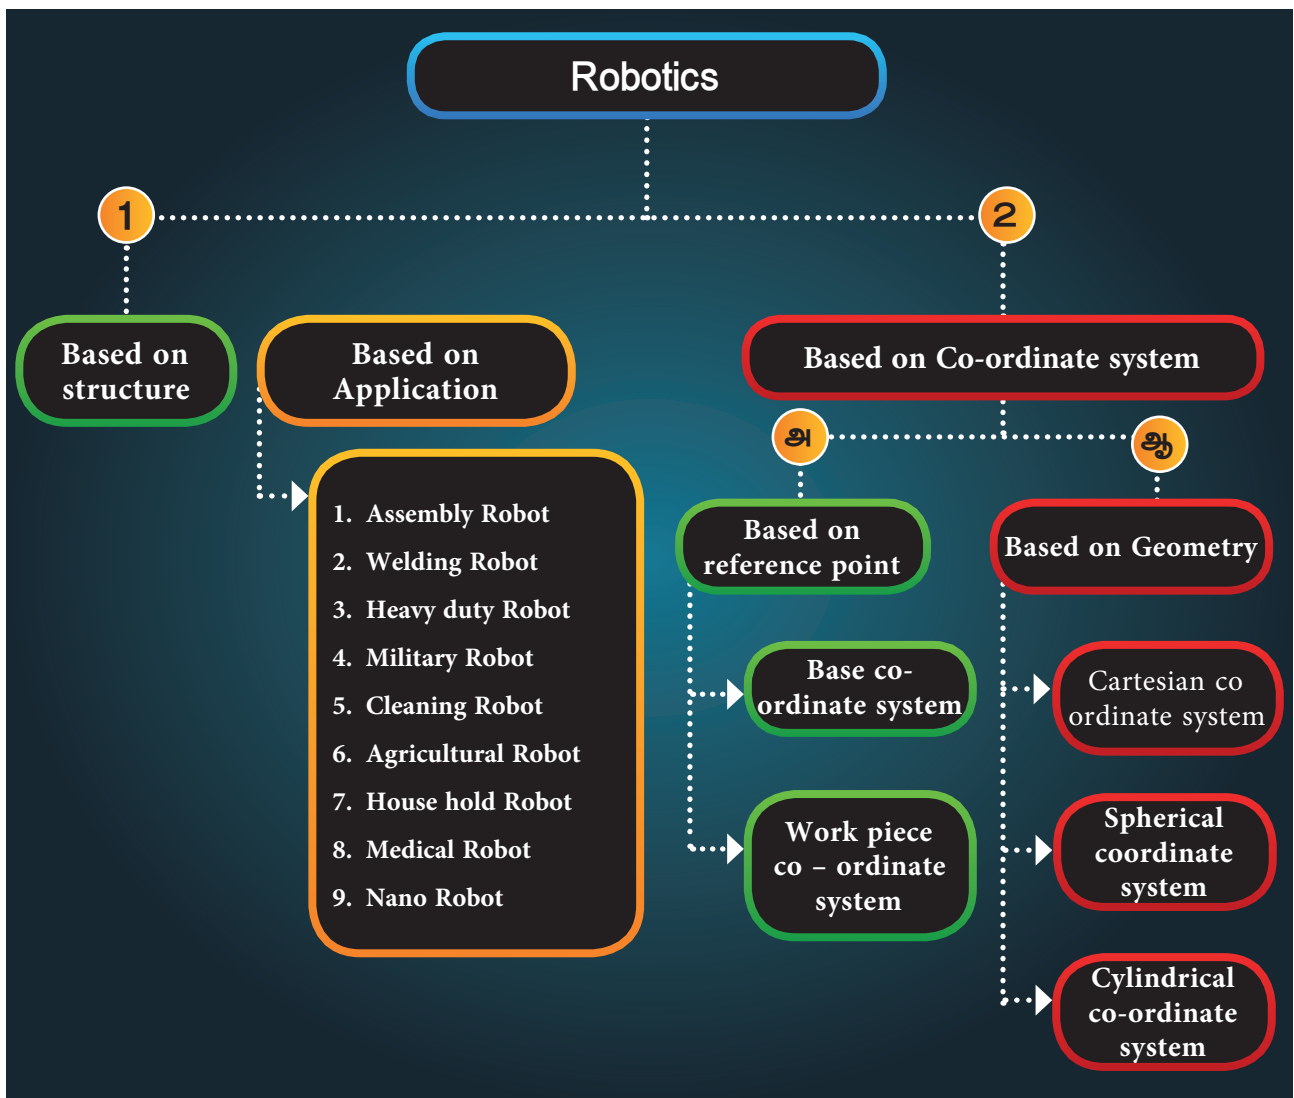 Robotics
1
2
Based on
structure
Based on
Application
1. Assembly Robot
2. Welding Robot
3. Heavy duty Robot
4. Military Robot
5. Cleaning Robot
6. Agricultural Robot
7. House hold Robot
8. Medical Robot
9. Nano Robot
Based on Co-ordinate system
அ
ஆ
Based on
reference point
Base co-
ordinate system
Work piece
co – ordinate
system
Based on Geometry
Cartesian co
ordinate system
Spherical
coordinate
system
Cylindrical
co-ordinate
system